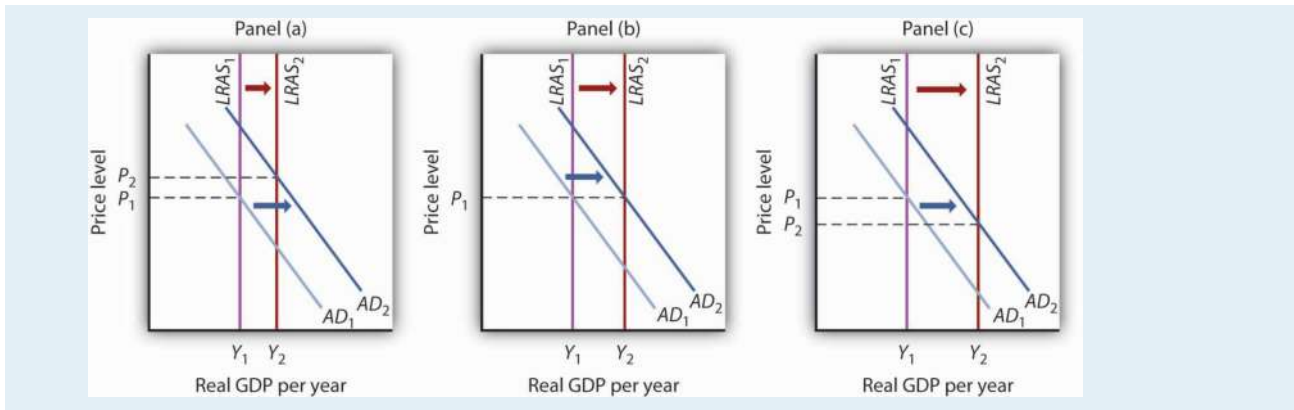 Panel (a)
LRAS1
LRAS2
Price level
P2
P1
AD1
AD2
Y1
Y2
Real GDP per year
Panel (b)
LRAS1
LRAS2
Price level
P1
AD1
AD2
Y1
Y2
Real GDP per year
Panel (c)
LRAS1
LRAS2
Price level
P1
P2
AD1
AD2
Y1
Y2
Real GDP per year